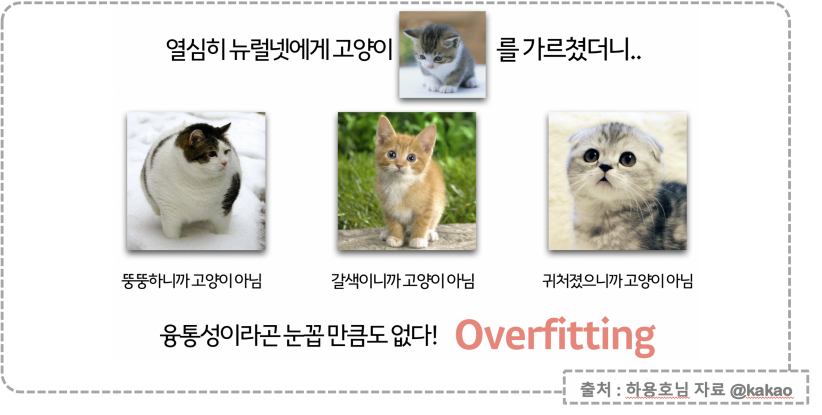 열심히 뉴럴넷에게 고양이 를 가르쳤더니..
뚱뚱하니까 고양이 아님
갈색이니까 고양이 아님
귀처졌으니까 고양이 아님
융통성이라곤 눈꼽 만큼도 없다! Overfitting
출처 : 하용호님 자료 @kakao